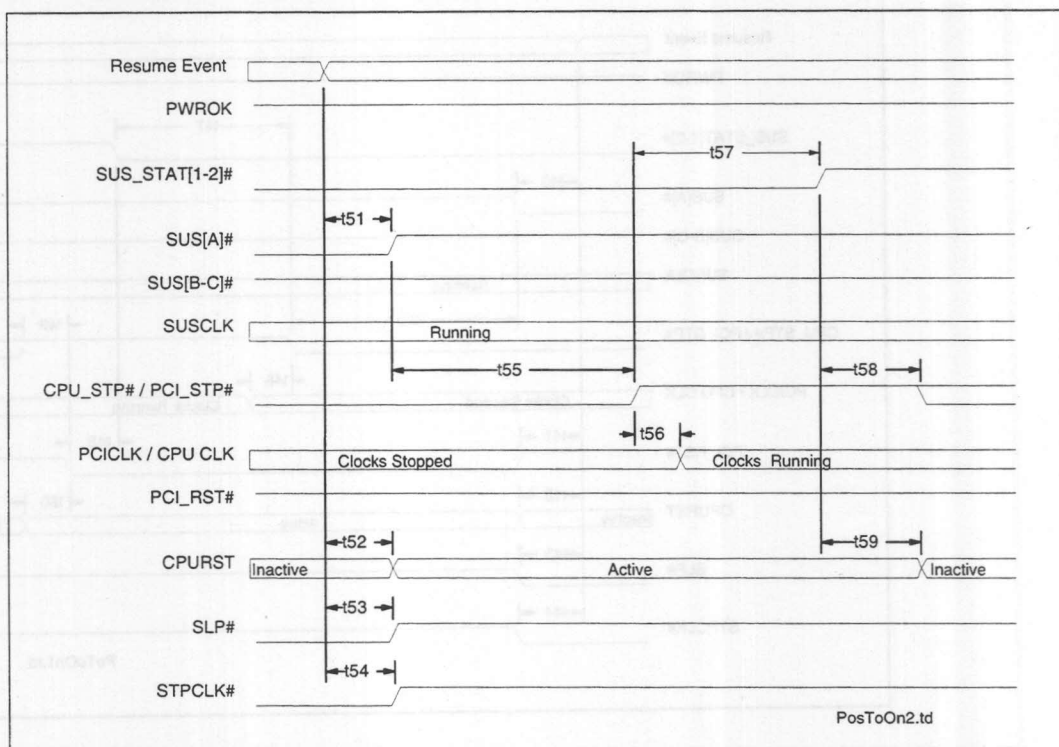 Resume Event
PWROK
t57
SUS_STAT[1-2]#
t51
SUS[A]#
SUS[B-C]#
SUSCLK
Running
t55
t58
CPU_STP# / PCI_STP#
t56
PCICLK / CPU CLK
Clocks Stopped
Clocks Running
PCI_RST#
t52
t59
CPURST
Inactive
Active
Inactive
t53
SLP#
t54
STPCLK#
PosToOn2.td